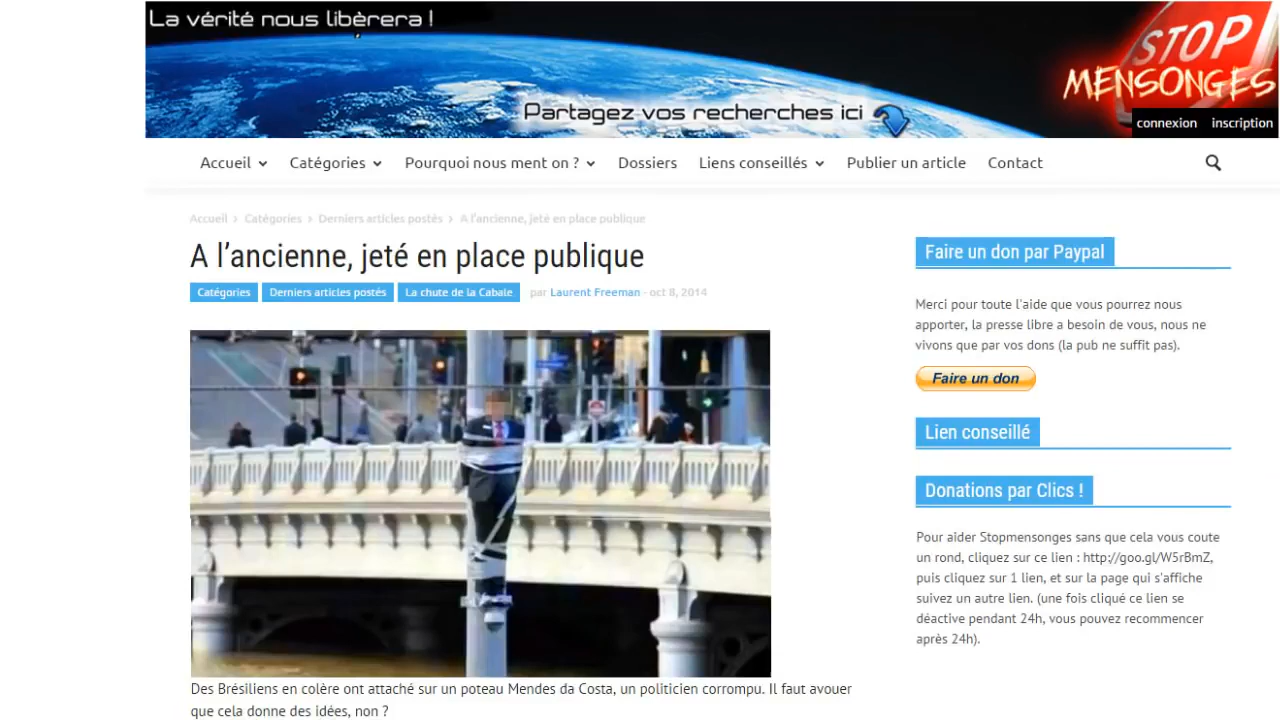 La vérité nous libèrera !
STOP
MENSONGES
Partagez vos recherches ici
connexion inscription
Accueil Catégories Pourquoi nous ment on ? Dossiers Liens conseillés Publier un article Contact
Accueil > Catégories > Derniers articles postés > A l'ancienne, jeté en place publique
A l'ancienne, jeté en place publique
Catégories Derniers articles postés La chute de la Cabale par Laurent Freeman - oct 8, 2014
Des Brésiliens en colère ont attaché sur un poteau Mendes da Costa, un politicien corrompu. Il faut avouer
que cela donne des idées, non ?
Faire un don par Paypal
Merci pour toute l'aide que vous pourrez nous
apporter, la presse libre a besoin de vous, nous ne
vivons que par vos dons (la pub ne suffit pas).
Faire un don
Lien conseillé
Donations par Clics !
Pour aider Stopmensonges sans que cela vous coute
un rond, cliquez sur ce lien : http://goo.gl/W5rBmZ,
puis cliquez sur 1 lien, et sur la page qui s'affiche
suivez un autre lien. (une fois cliqué ce lien se
déactive pendant 24h, vous pouvez recommencer
après 24h).